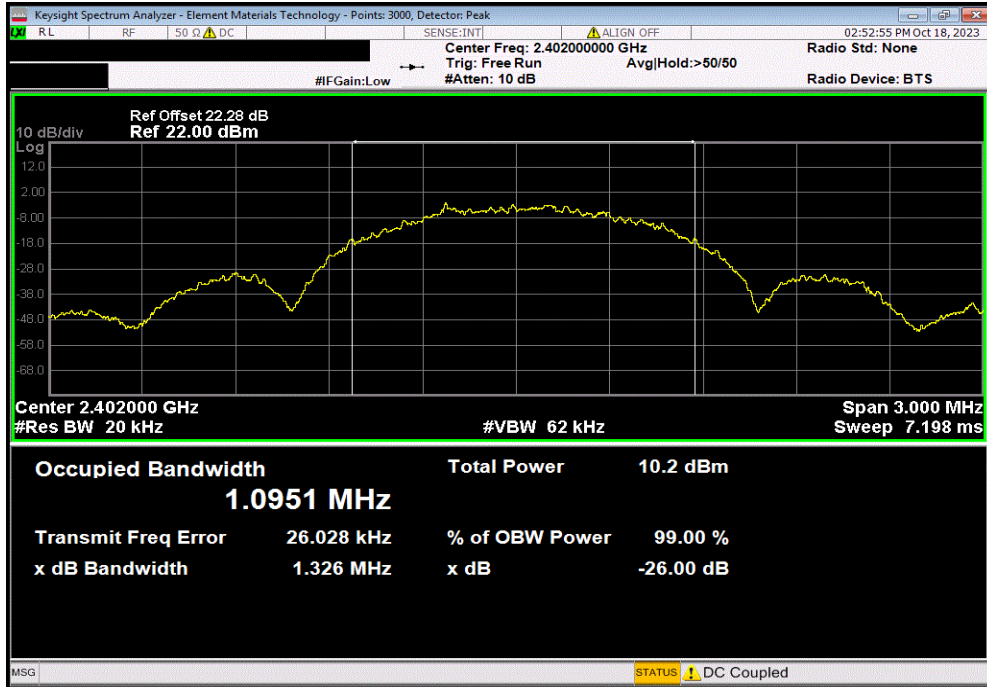 Keysight Spectrum Analyzer - Element Materials Technology - Points: 3000, Detector: Peak
LXI RL RF 50 Ω DC SENSE:INT ALIGN OFF 02:52:55 PM Oct 18, 2023
Center Freq: 2.402000000 GHz Radio Std: None
Trig: Free Run Avg|Hold:>50/50
#IFGain:Low #Atten: 10 dB Radio Device: BTS
Ref Offset 22.28 dB
10 dB/div Ref 22.00 dBm
Log
12.0
2.00
-8.00
-18.0
-28.0
-38.0
-48.0
-58.0
-68.0
Center 2.402000 GHz Span 3.000 MHz
#Res BW 20 kHz #VBW 62 kHz Sweep 7.198 ms
Occupied Bandwidth Total Power 10.2 dBm
1.0951 MHz
Transmit Freq Error 26.028 kHz % of OBW Power 99.00 %
x dB Bandwidth 1.326 MHz x dB -26.00 dB
MSG STATUS DC Coupled